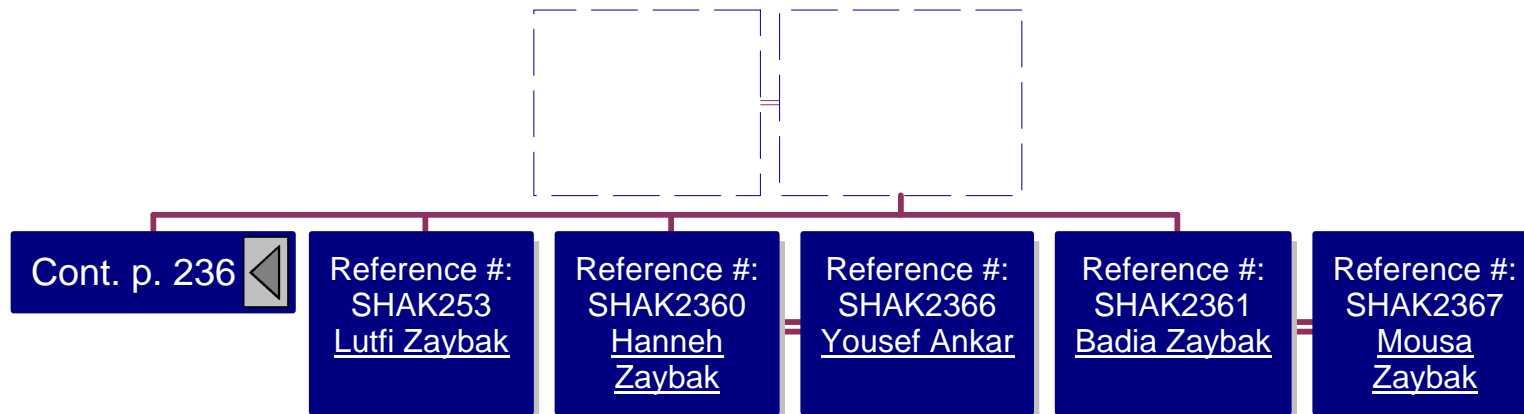 Cont. p. 236
Reference #:
SHAK253
Lutfi Zaybak
Reference #:
SHAK2360
Hanneh
Zaybak
Reference #:
SHAK2366
Yousef Ankar
Reference #:
SHAK2361
Badia Zaybak
Reference #:
SHAK2367
Mousa
Zaybak